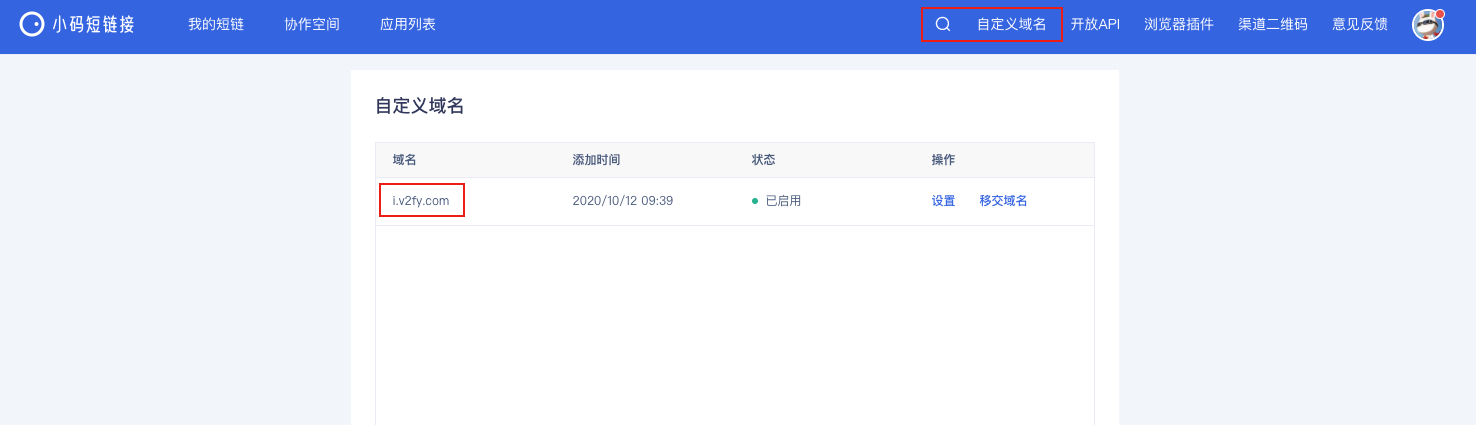 小码短链接 我的短链 协作空间 应用列表 自定义域名 开放API 浏览器插件 渠道二维码 意见反馈
自定义域名
域名 添加时间 状态 操作
i.v2fy.com 2020/10/12 09:39 已启用 设置 移交域名